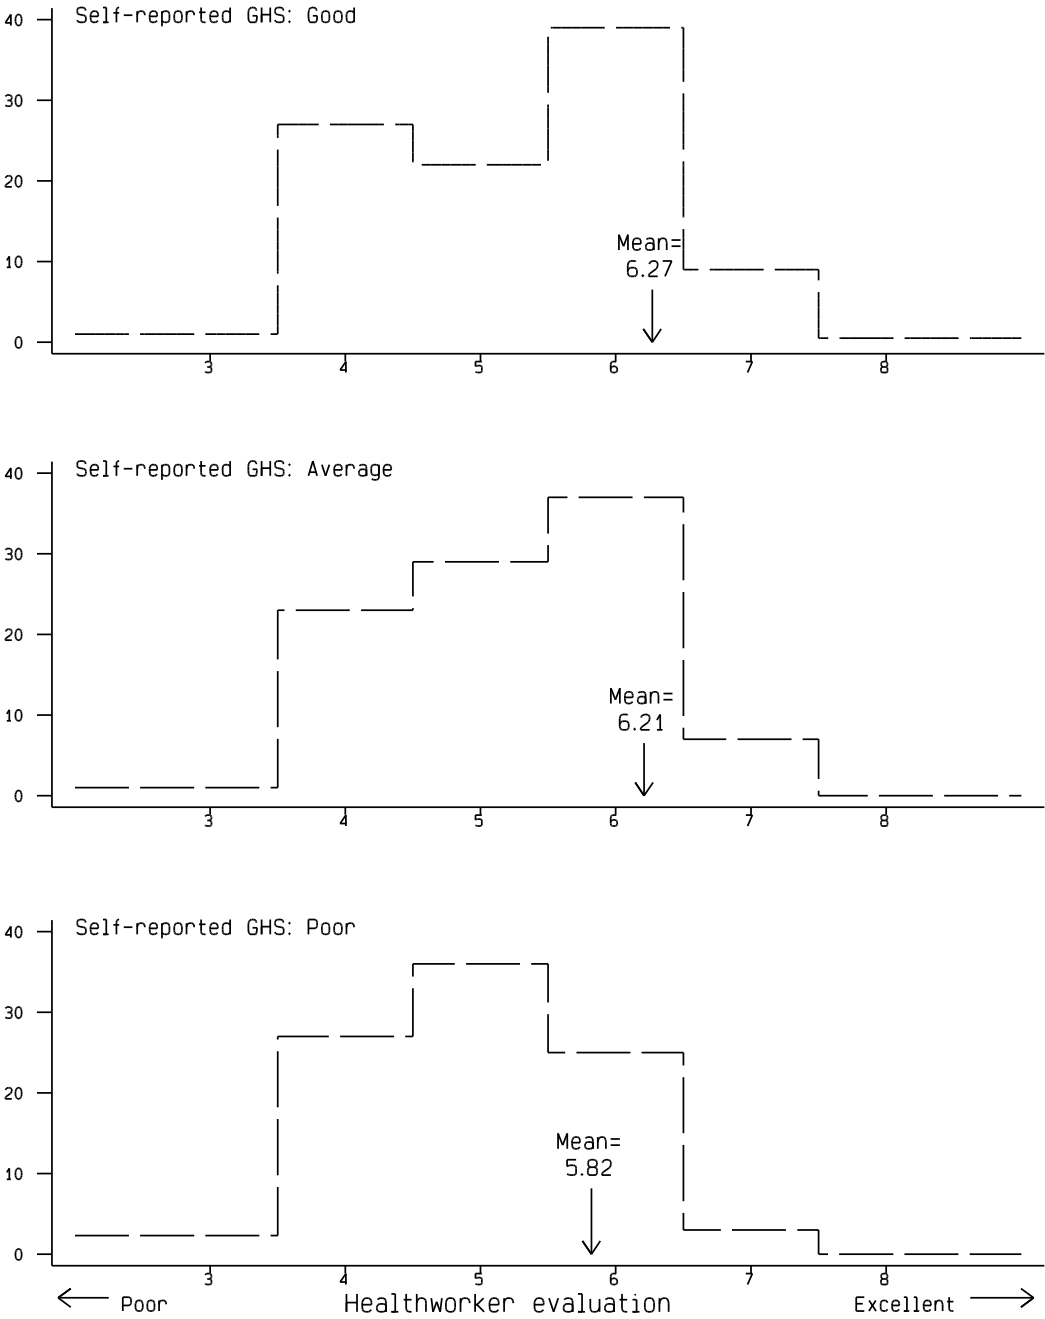 Self-reported GHS: Good
40
30
20
10
0
Mean=
6.27
3 4 5 6 7 8
Self-reported GHS: Average
40
30
20
10
0
Mean=
6.21
3 4 5 6 7 8
Self-reported GHS: Poor
40
30
20
10
0
Mean=
5.82
3 4 5 6 7 8
Poor Healthworker evaluation Excellent